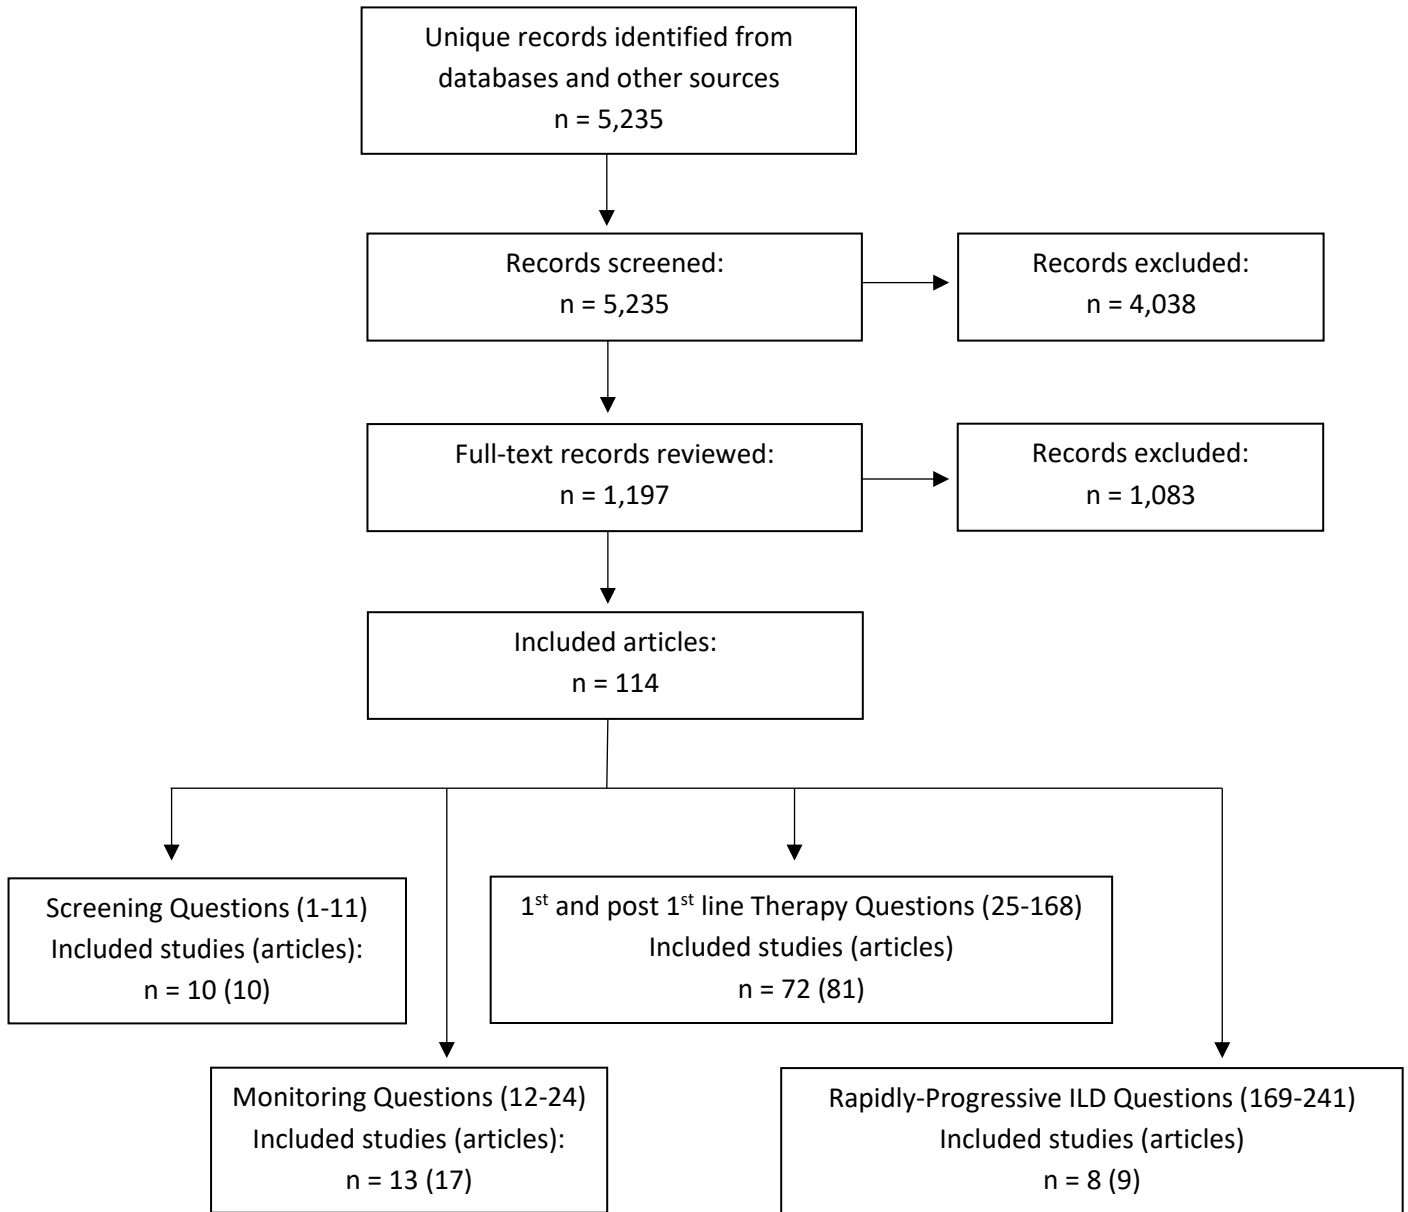 Unique records identified from
databases and other sources
n = 5,235
Records screened:
n = 5,235
Records excluded:
n = 4,038
Full-text records reviewed:
n = 1,197
Records excluded:
n = 1,083
Included articles:
n = 114
Screening Questions (1-11)
Included studies (articles):
n = 10 (10)
1st and post 1st line Therapy Questions (25-168)
Included studies (articles)
n = 72 (81)
Monitoring Questions (12-24)
Included studies (articles):
n = 13 (17)
Rapidly-Progressive ILD Questions (169-241)
Included studies (articles)
n = 8 (9)